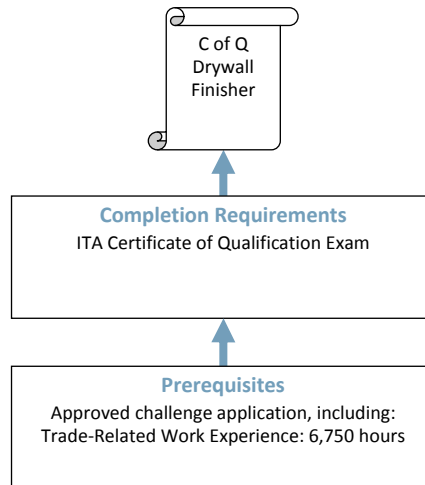 C of Q
Drywall
Finisher
Completion Requirements
ITA Certificate of Qualification Exam
Prerequisites
Approved challenge application, including:
Trade-Related Work Experience: 6,750 hours